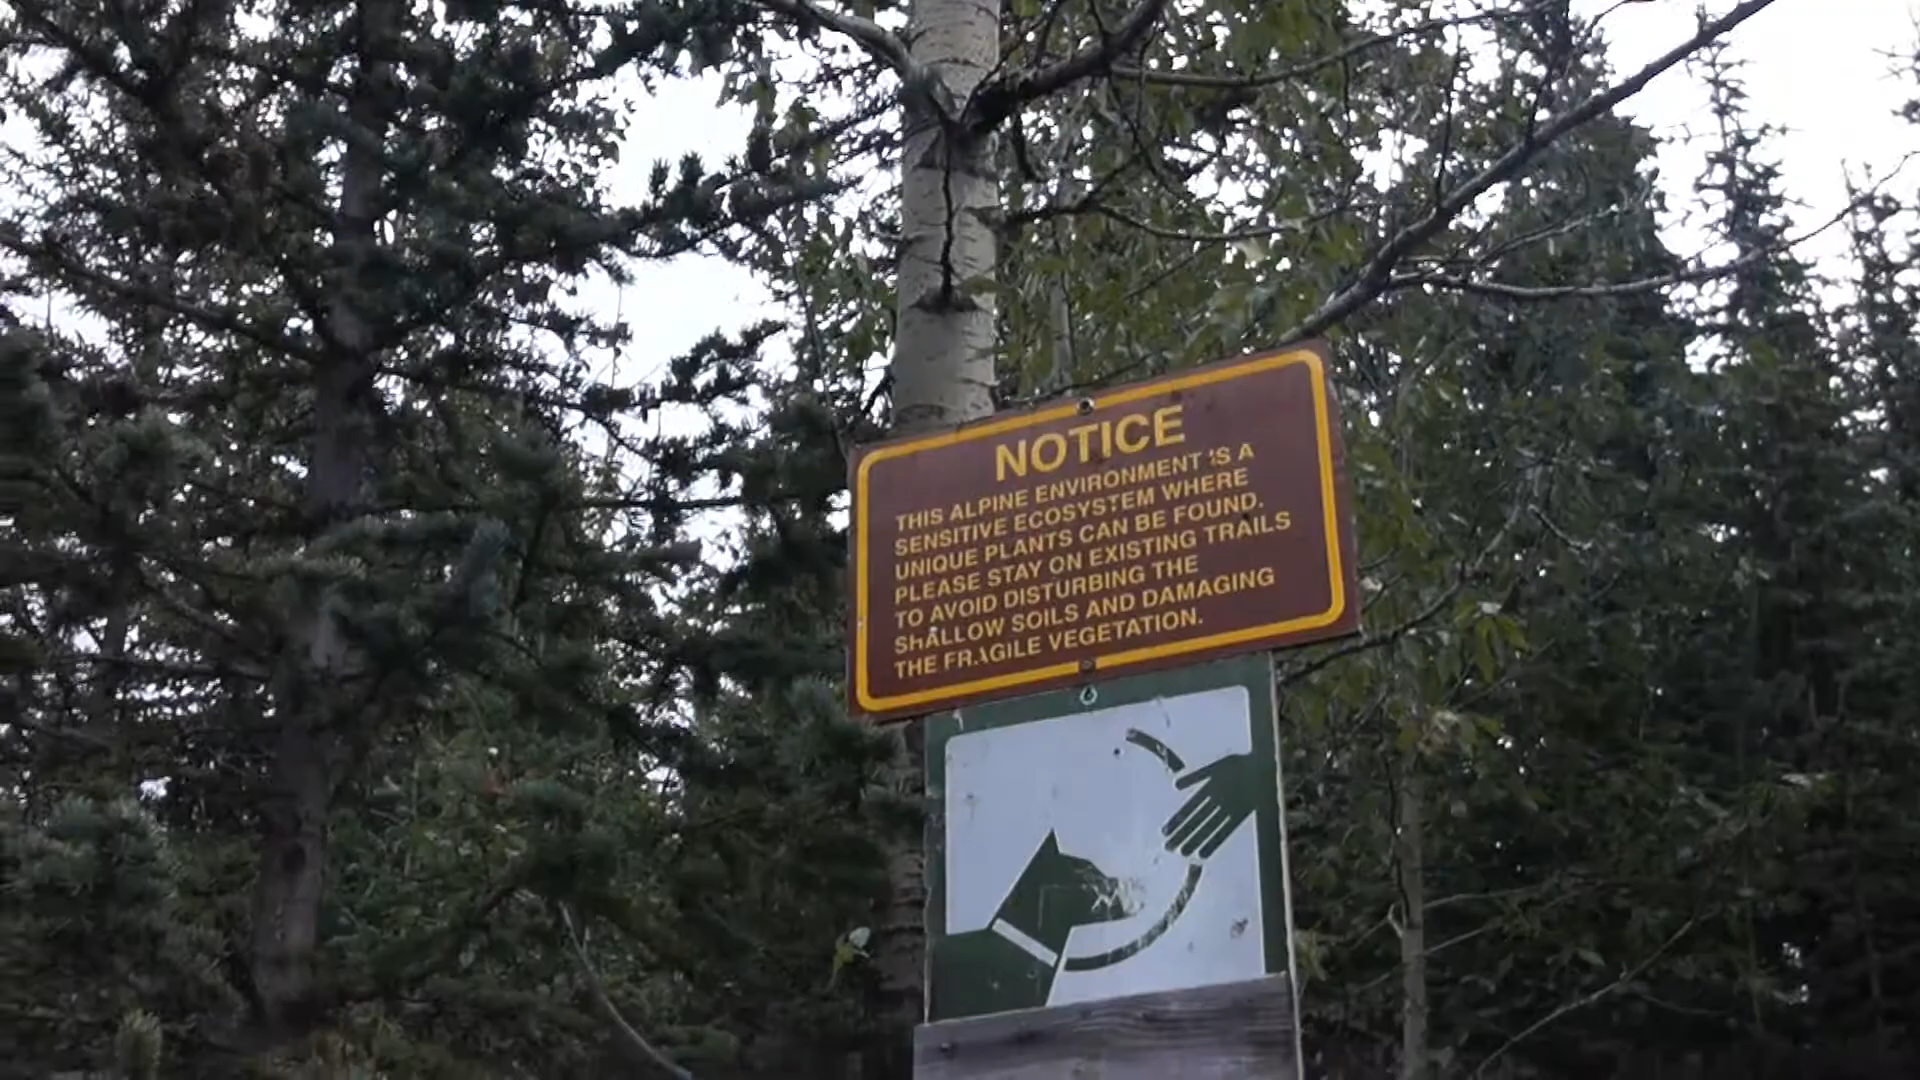 NOTICE
THIS ALPINE ENVIRONMENT IS A
SENSITIVE ECOSYSTEM WHERE
UNIQUE PLANTS CAN BE FOUND.
PLEASE STAY ON EXISTING TRAILS
TO AVOID DISTURBING THE
SHALLOW SOILS AND DAMAGING
THE FRAGILE VEGETATION.